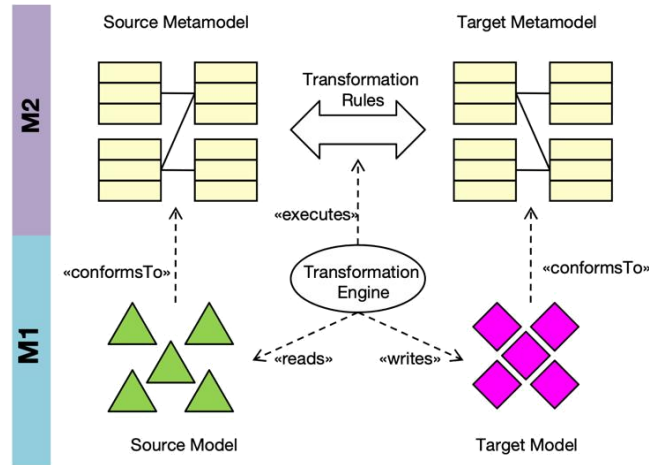 Source Metamodel
Target Metamodel
M2
Transformation
Rules
«executes»
M1
«conformsTo»
Transformation
Engine
«conformsTo»
«reads»
«writes»
Source Model
Target Model